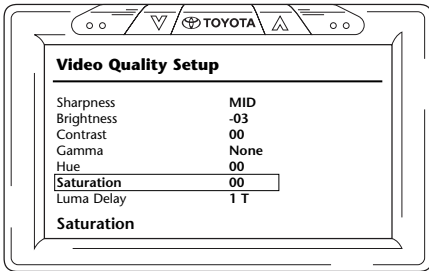 TOYOTA
Video Quality Setup
Sharpness MID
Brightness -03
Contrast 00
Gamma None
Hue 00
Saturation 00
Luma Delay 1 T
Saturation